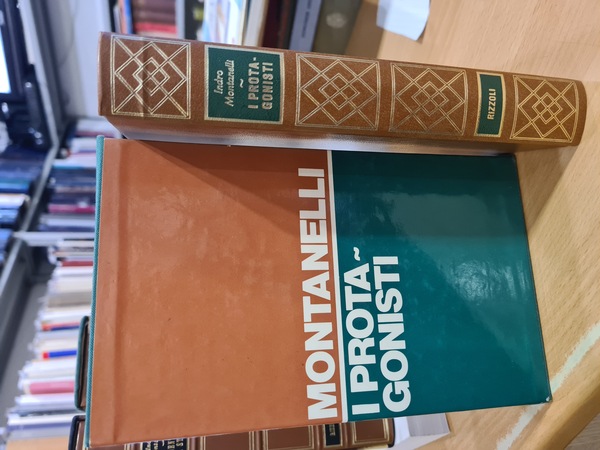 Indro
Montanelli
~
I PROTA-
GONISTI
RIZZOLI
MONTANELLI
I PROTA~
GONISTI